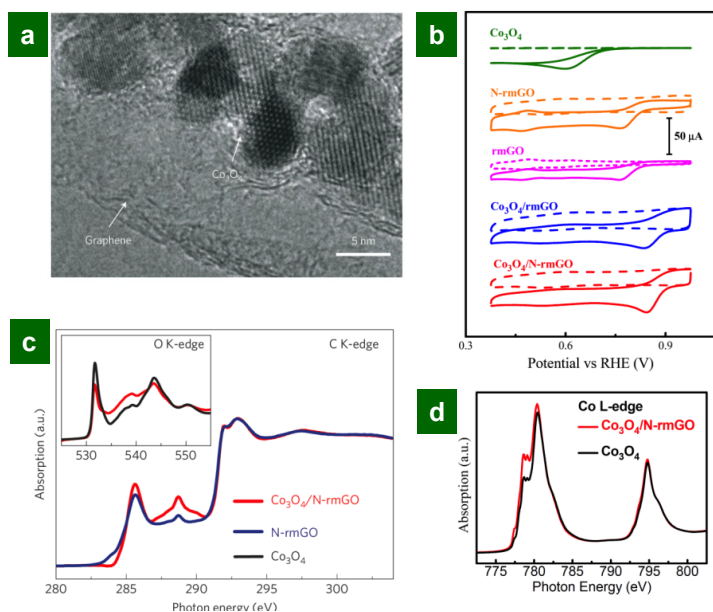 a
Co₃O₄
Graphene
5 nm
b
Co₃O₄
N-rmGO
50 μA
rmGO
Co₃O₄/rmGO
Co₃O₄/N-rmGO
0.3 0.6 0.9
Potential vs RHE (V)
c
O K-edge
C K-edge
530 540 550
Absorption (a.u.)
Co₃O₄/N-rmGO
N-rmGO
Co₃O₄
280 285 290 295 300
Photon energy (eV)
d
Co L-edge
Co₃O₄/N-rmGO
Co₃O₄
Absorption (a.u.)
775 780 785 790 795 800
Photon Energy (eV)